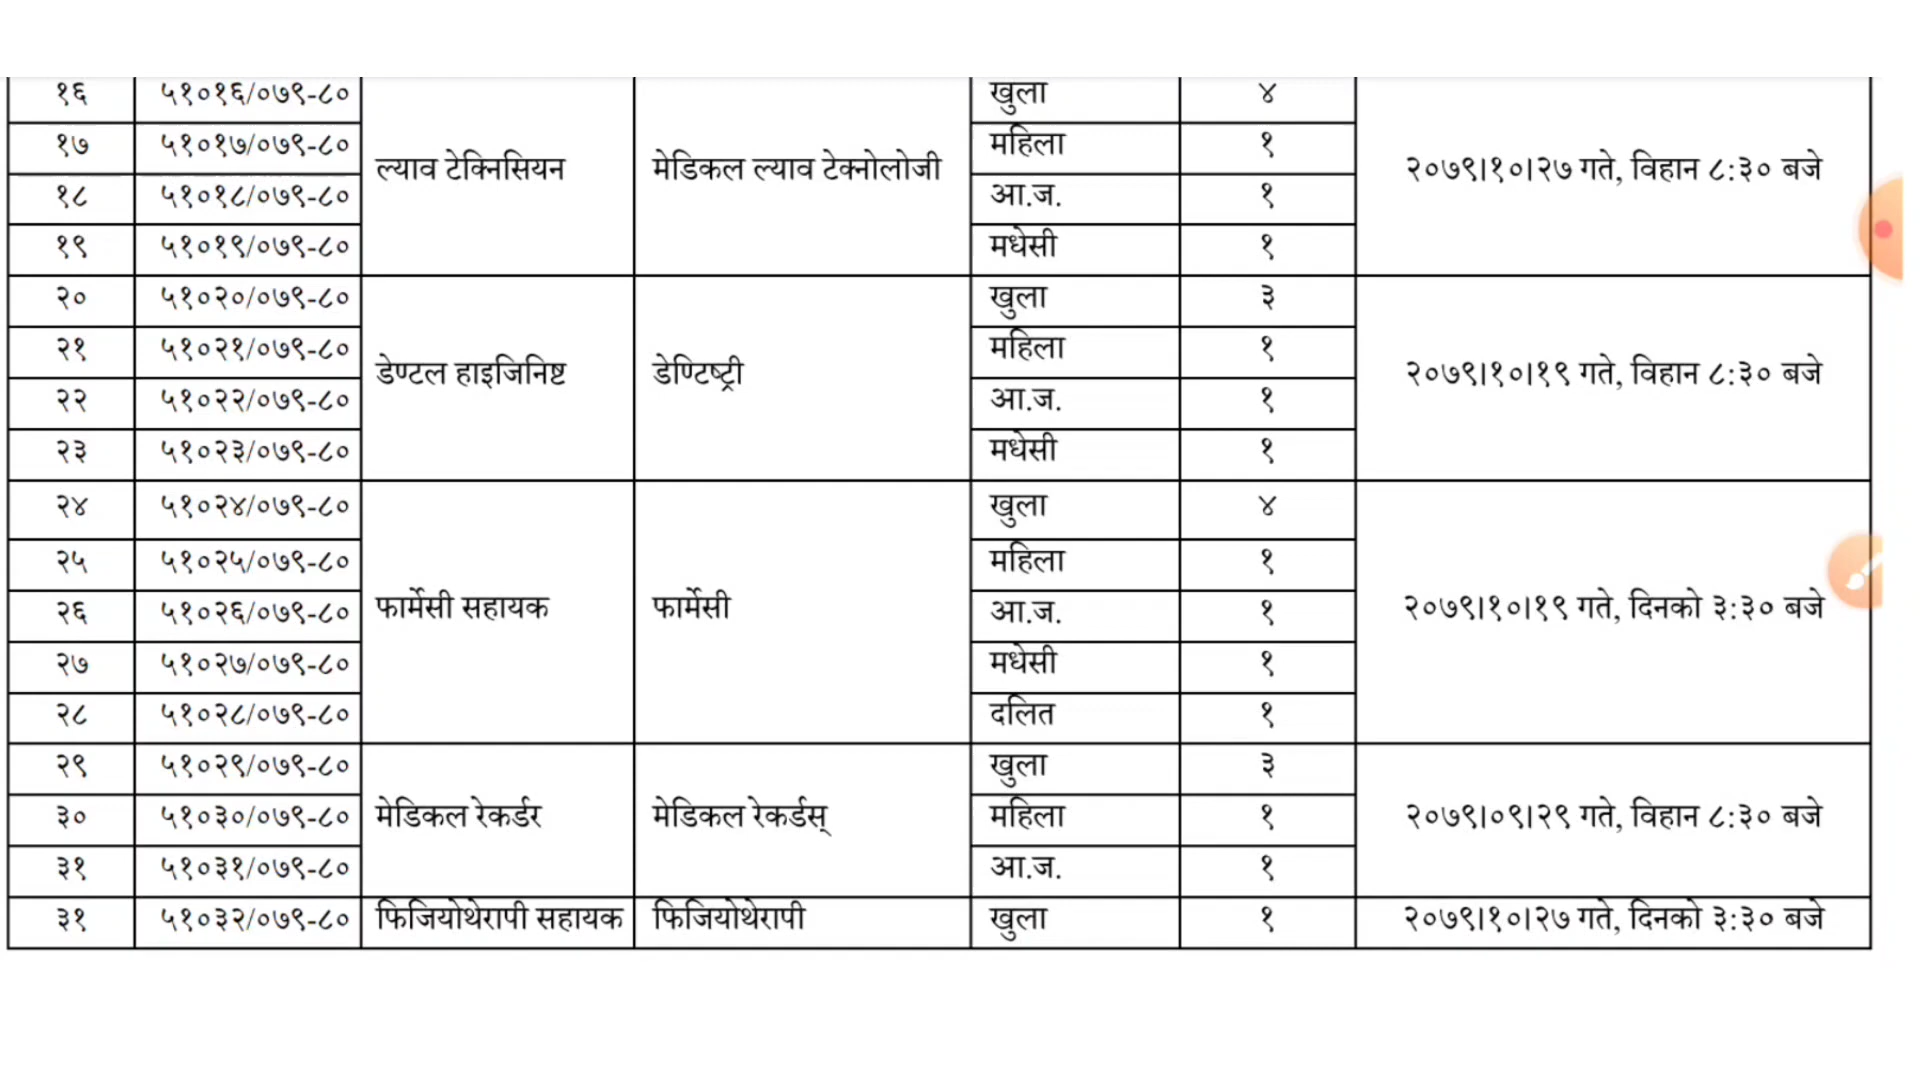 १६ ५१०१६/०७९-८० खुला ४
१७ ५१०१७/०७९-८० महिला १
ल्याव टेक्निसियन मेडिकल ल्याव टेक्नोलोजी २०७९।१०।२७ गते, विहान ८:३० बजे
१८ ५१०१८/०७९-८० आ.ज. १
१९ ५१०१९/०७९-८० मधेसी १
२० ५१०२०/०७९-८० खुला ३
२१ ५१०२१/०७९-८० महिला १
डेण्टल हाइजिनिष्ट डेण्टिष्ट्री २०७९।१०।१९ गते, विहान ८:३० बजे
२२ ५१०२२/०७९-८० आ.ज. १
२३ ५१०२३/०७९-८० मधेसी १
२४ ५१०२४/०७९-८० खुला ४
२५ ५१०२५/०७९-८० महिला १
२६ ५१०२६/०७९-८० फार्मेसी सहायक फार्मेसी आ.ज. १ २०७९।१०।१९ गते, दिनको ३:३० बजे
२७ ५१०२७/०७९-८० मधेसी १
२८ ५१०२८/०७९-८० दलित १
२९ ५१०२९/०७९-८० खुला ३
३० ५१०३०/०७९-८० मेडिकल रेकर्डर मेडिकल रेकर्डस् महिला १ २०७९।०९।२९ गते, विहान ८:३० बजे
३१ ५१०३१/०७९-८० आ.ज. १
३१ ५१०३२/०७९-८० फिजियोथेरापी सहायक फिजियोथेरापी खुला १ २०७९।१०।२७ गते, दिनको ३:३० बजे